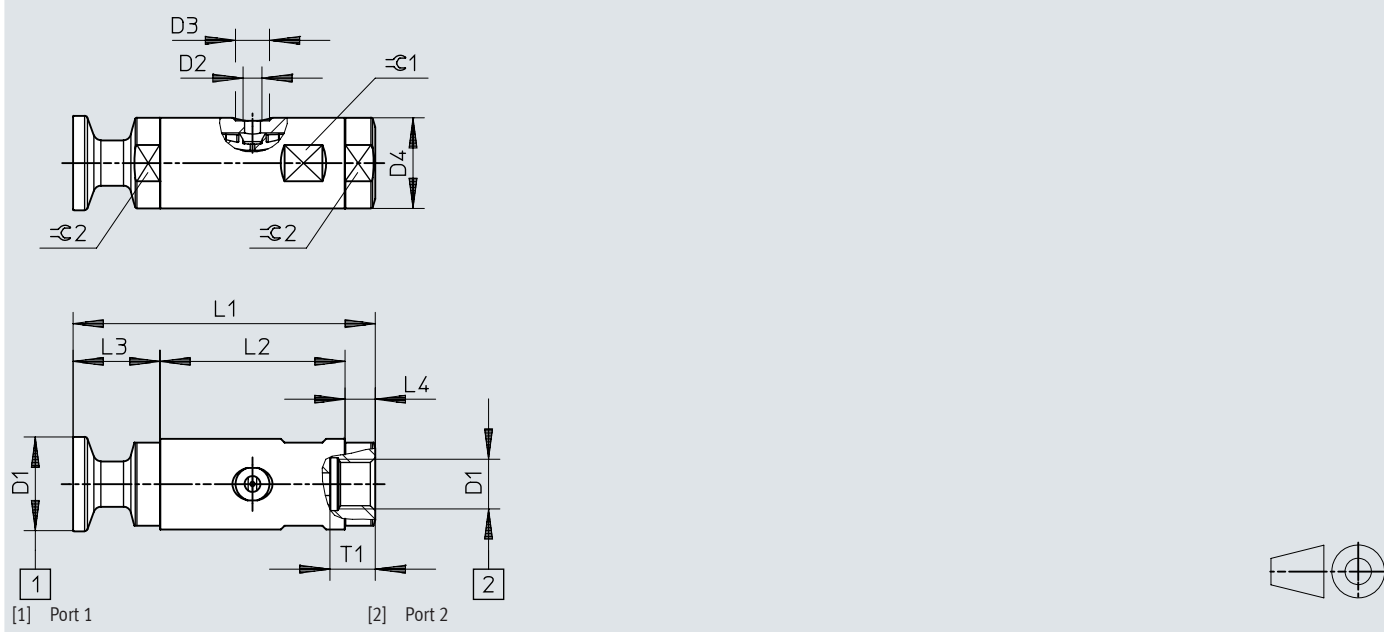 D3
D2
=©1
D4
=©2
=©2
L1
L3
L2
L4
D1
D1
T1
1
2
[1] Port 1
[2] Port 2